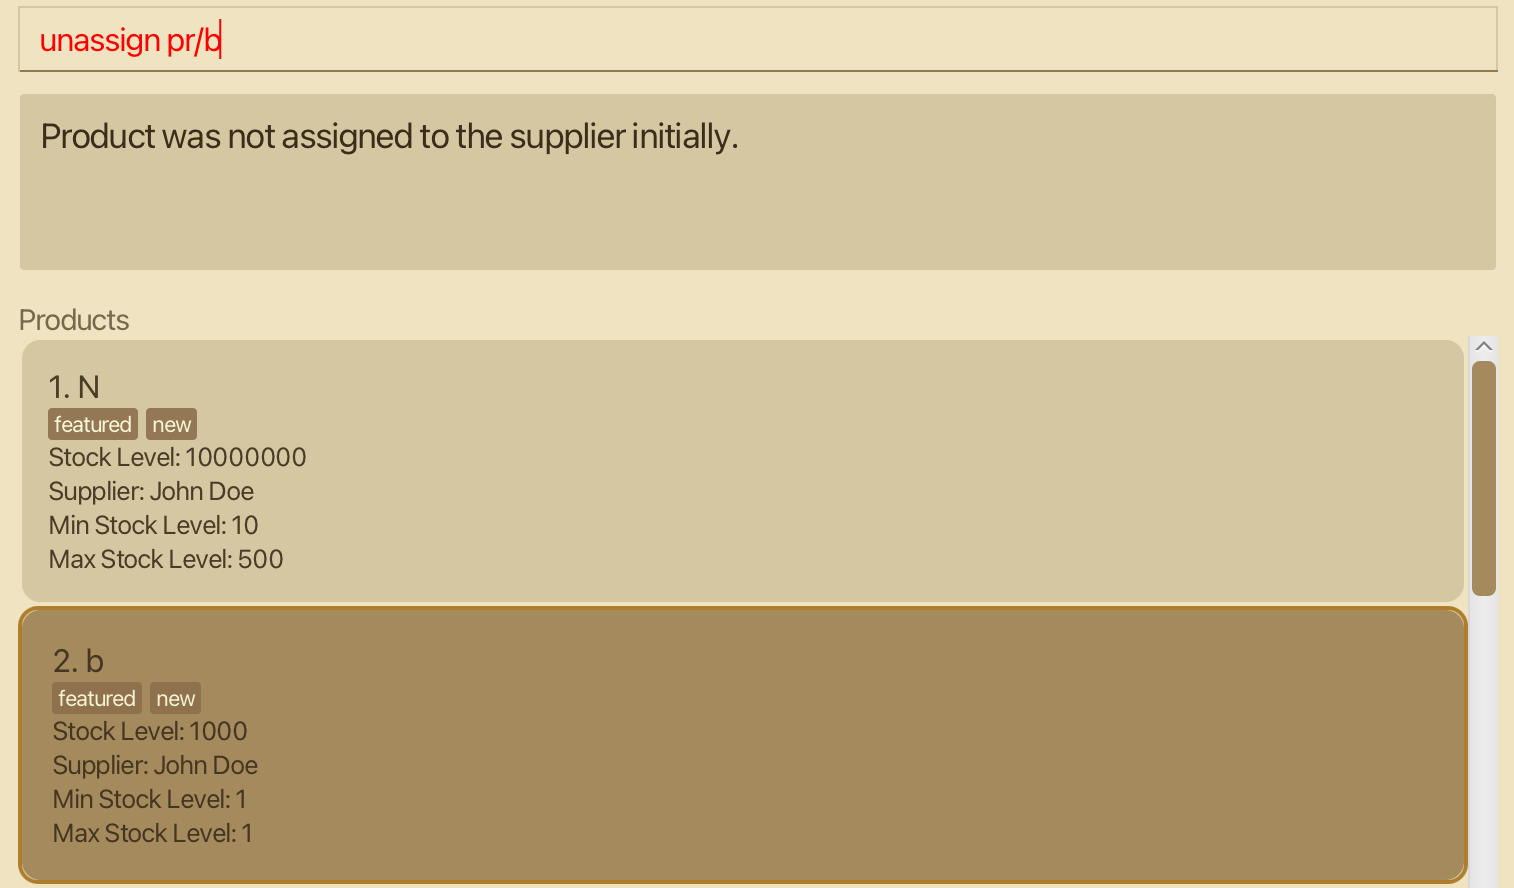 unassign pr/b
Product was not assigned to the supplier initially.
Products
1. N
featured new
Stock Level: 10000000
Supplier: John Doe
Min Stock Level: 10
Max Stock Level: 500
2. b
featured new
Stock Level: 1000
Supplier: John Doe
Min Stock Level: 1
Max Stock Level: 1